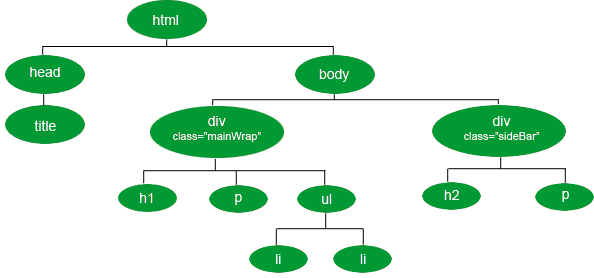 html
head
body
title
div
class="mainWrap"
div
class="sideBar"
h1
p
ul
h2
p
li
li